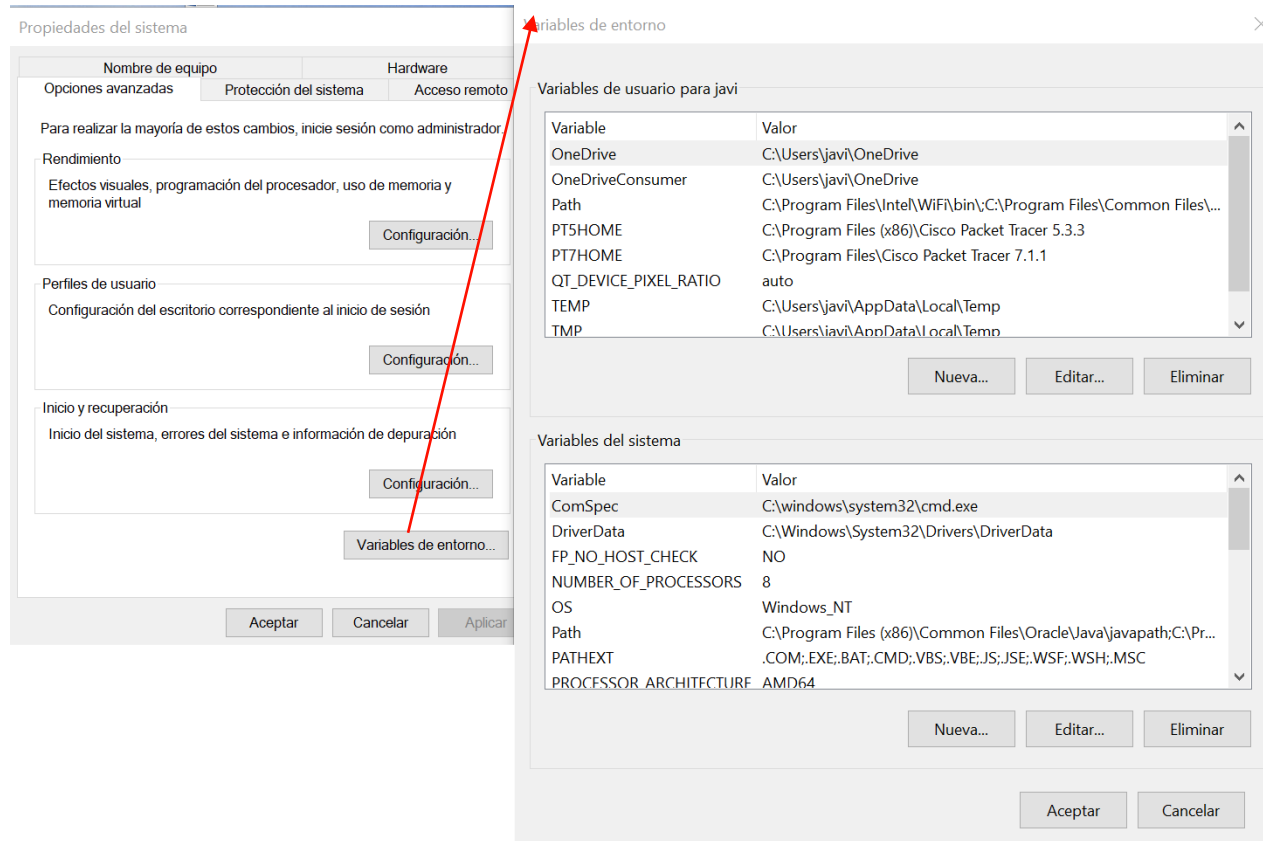 Propiedades del sistema
Nombre de equipo
Hardware
Opciones avanzadas
Protección del sistema
Acceso remoto
Para realizar la mayoría de estos cambios, inicie sesión como administrador.
Rendimiento
Efectos visuales, programación del procesador, uso de memoria y
memoria virtual
Configuración...
Perfiles de usuario
Configuración del escritorio correspondiente al inicio de sesión
Configuración...
Inicio y recuperación
Inicio del sistema, errores del sistema e información de depuración
Configuración...
Variables de entorno...
Aceptar
Cancelar
Aplicar
Variables de entorno
Variables de usuario para javi
Variable Valor
OneDrive C:\Users\javi\OneDrive
OneDriveConsumer C:\Users\javi\OneDrive
Path C:\Program Files\Intel\WiFi\bin\;C:\Program Files\Common Files\...
PT5HOME C:\Program Files (x86)\Cisco Packet Tracer 5.3.3
PT7HOME C:\Program Files\Cisco Packet Tracer 7.1.1
QT_DEVICE_PIXEL_RATIO auto
TEMP C:\Users\javi\AppData\Local\Temp
TMP C:\Users\javi\AppData\Local\Temp
Nueva...
Editar...
Eliminar
Variables del sistema
Variable Valor
ComSpec C:\windows\system32\cmd.exe
DriverData C:\Windows\System32\Drivers\DriverData
FP_NO_HOST_CHECK NO
NUMBER_OF_PROCESSORS 8
OS Windows_NT
Path C:\Program Files (x86)\Common Files\Oracle\Java\javapath;C:\Pr...
PATHEXT .COM;.EXE;.BAT;.CMD;.VBS;.VBE;.JS;.JSE;.WSF;.WSH;.MSC
PROCESSOR_ARCHITECTURE AMD64
Nueva...
Editar...
Eliminar
Aceptar
Cancelar